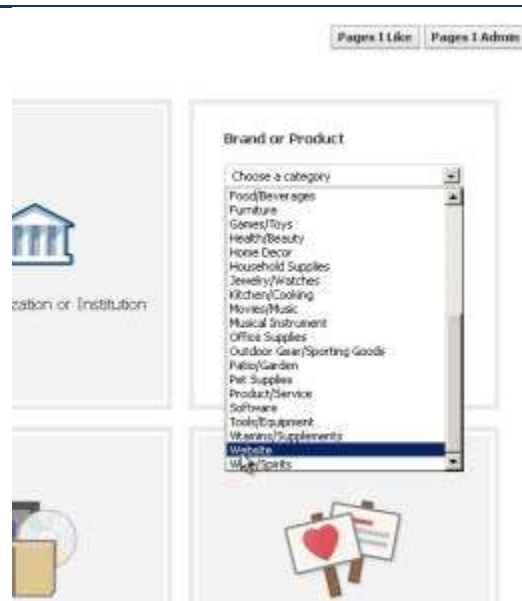 Pages I Like Pages I Admin
Brand or Product
Choose a category
Food/Beverages
Furniture
Games/Toys
Health/Beauty
Home Decor
Household Supplies
Jewelry/Watches
Kitchen/Cooking
zation or Institution
Movies/Music
Musical Instrument
Office Supplies
Outdoor Gear/Sporting Goods
Patio/Garden
Pet Supplies
Product/Service
Software
Tools/Equipment
Vitamins/Supplements
Website
Wine/Spirits